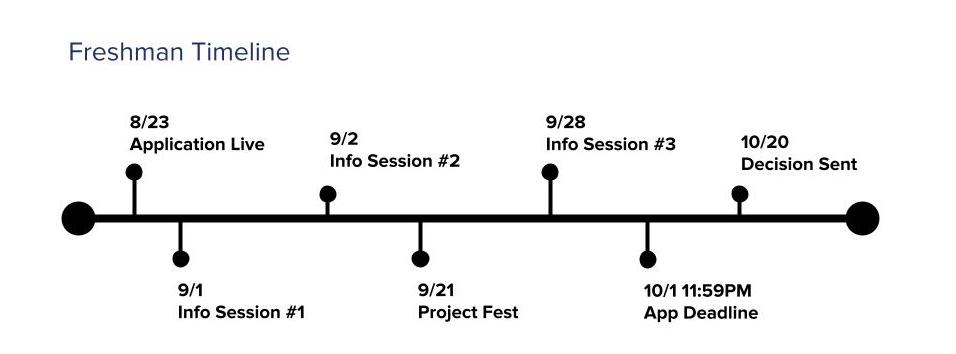 Freshman Timeline
8/23
Application Live
9/1
Info Session #1
9/2
Info Session #2
9/21
Project Fest
9/28
Info Session #3
10/1 11:59PM
App Deadline
10/20
Decision Sent